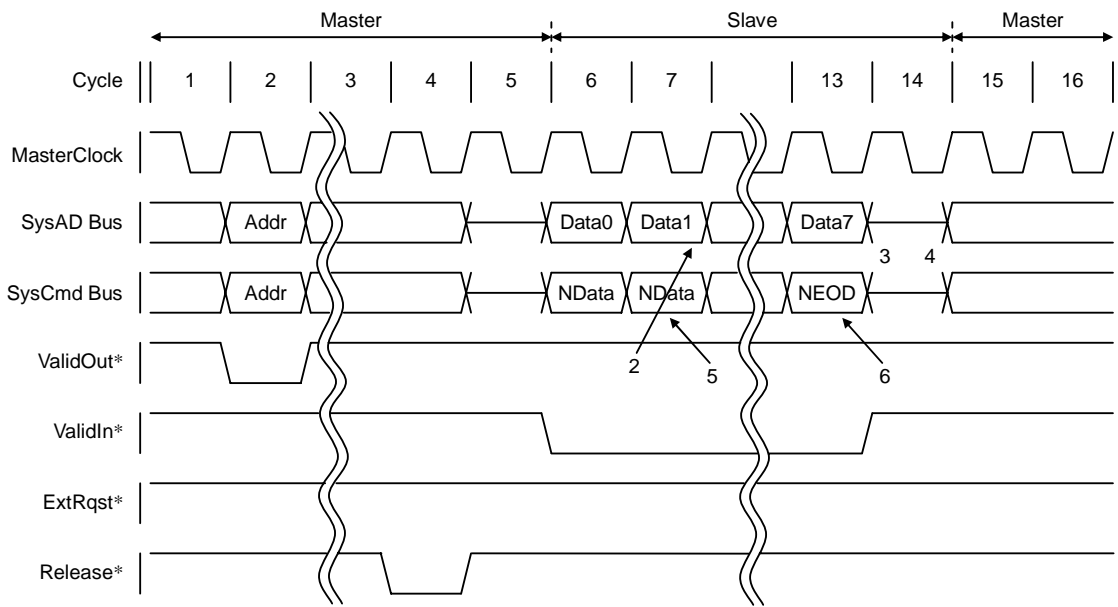 Master Slave Master
Cycle 1 2 3 4 5 6 7 13 14 15 16
MasterClock
SysAD Bus Addr Data0 Data1 Data7
3 4
SysCmd Bus Addr NData NData NEOD
ValidOut*
2 5 6
ValidIn*
ExtRqst*
Release*